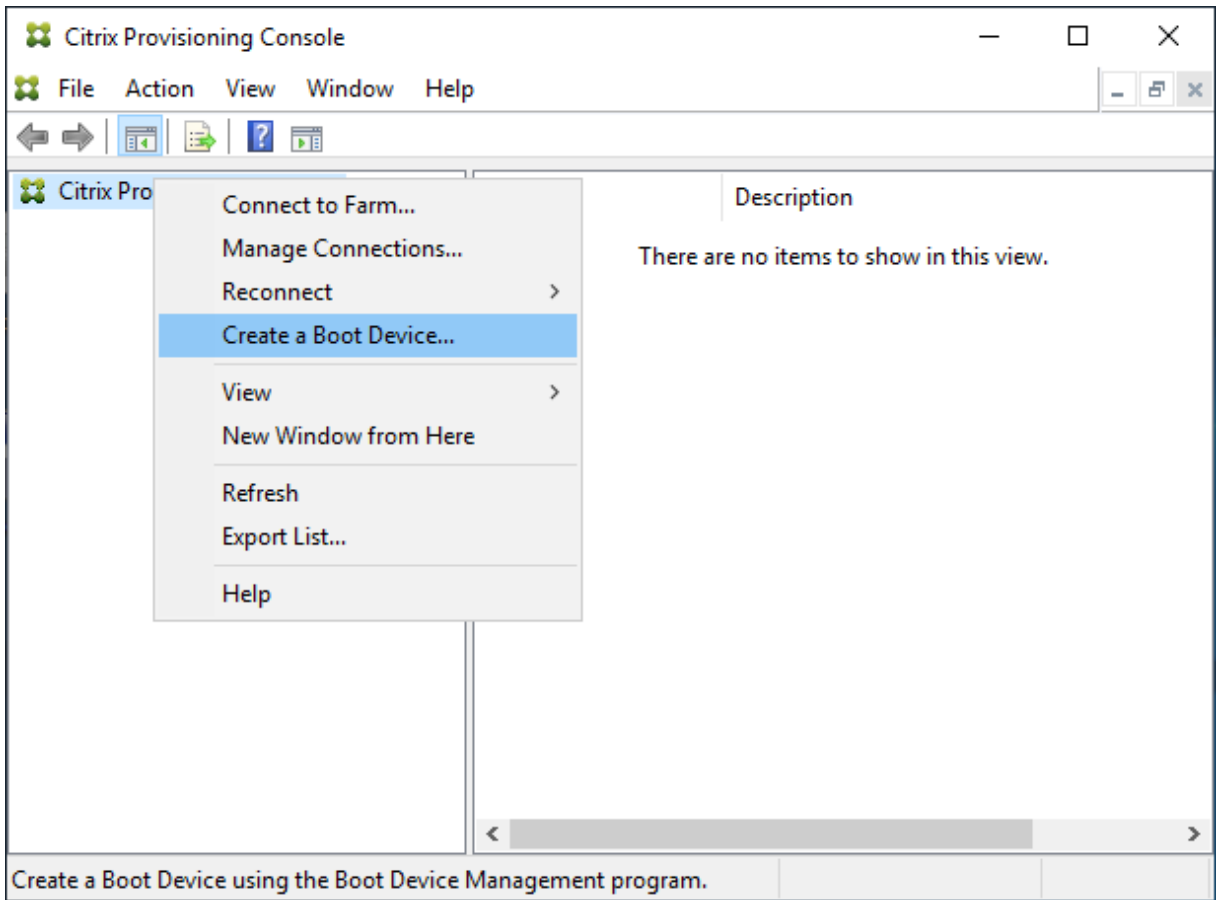 Citrix Provisioning Console
File Action View Window Help
Citrix Pro
Description
There are no items to show in this view.
Connect to Farm...
Manage Connections...
Reconnect
Create a Boot Device...
View
New Window from Here
Refresh
Export List...
Help
Create a Boot Device using the Boot Device Management program.